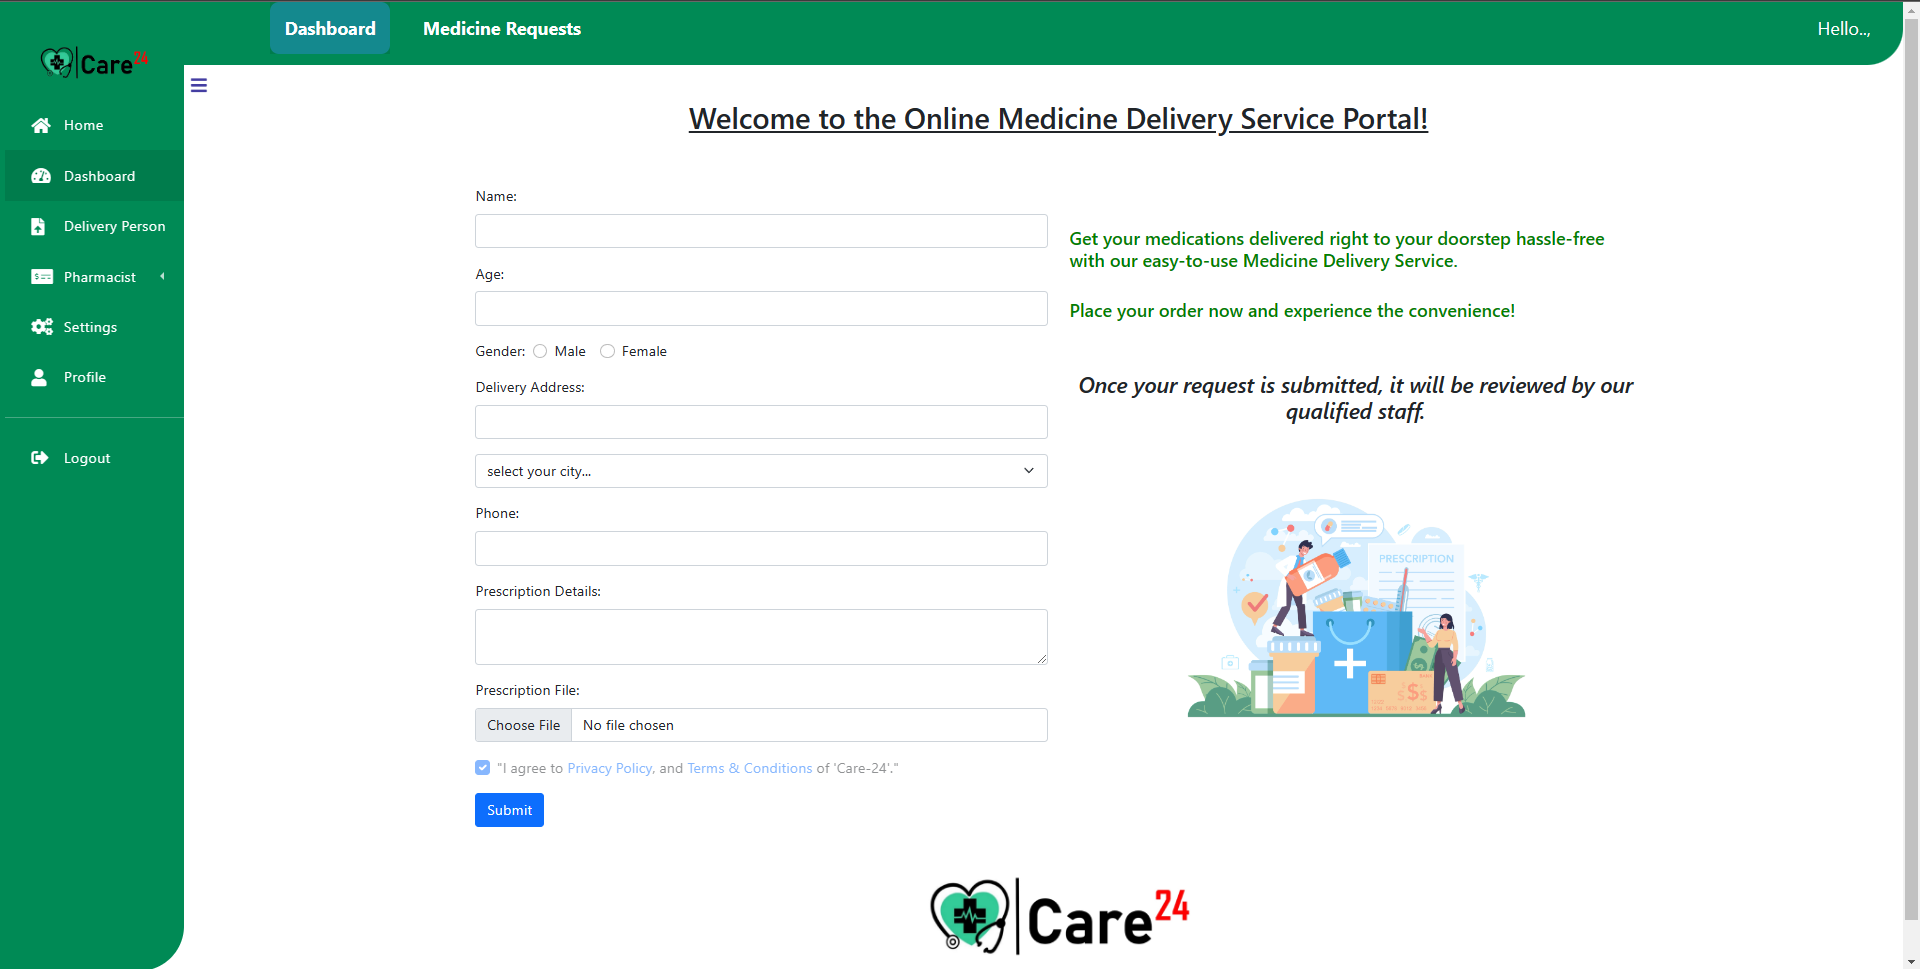 Dashboard
Medicine Requests
Hello..,
Care24
Home
Dashboard
Delivery Person
Pharmacist
Settings
Profile
Logout
Welcome to the Online Medicine Delivery Service Portal!
Name:
Age:
Gender: Male Female
Delivery Address:
select your city...
Phone:
Prescription Details:
Prescription File:
Choose File No file chosen
"I agree to Privacy Policy, and Terms & Conditions of 'Care-24'."
Submit
Get your medications delivered right to your doorstep hassle-free
with our easy-to-use Medicine Delivery Service.
Place your order now and experience the convenience!
Once your request is submitted, it will be reviewed by our
qualified staff.
PRESCRIPTION
$$$
Care24